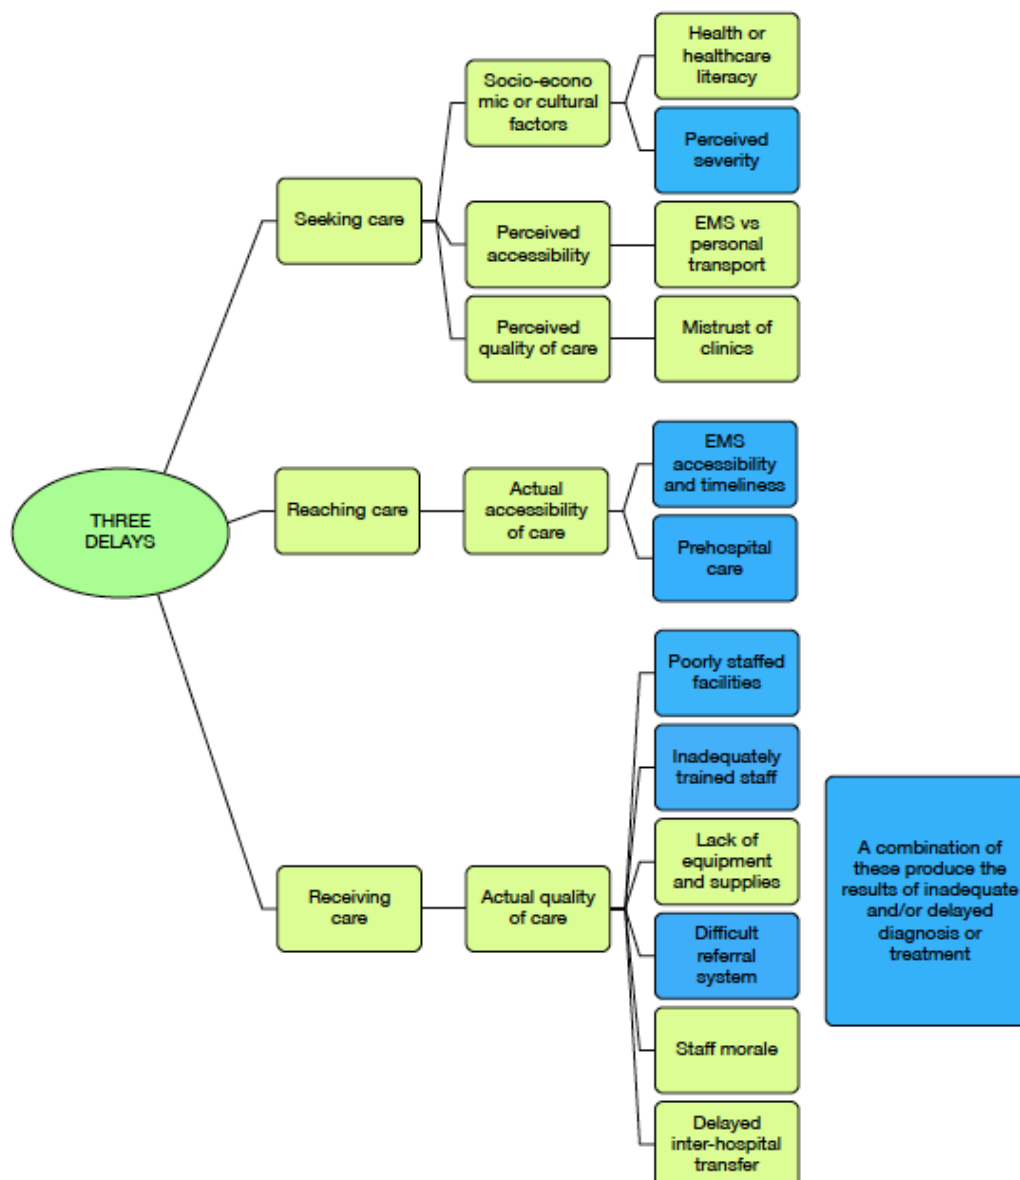 Health or
healthcare
literacy
Socio-econo
mic or cultural
factors
Perceived
severity
Seeking care
Perceived
accessibility
EMS vs
personal
transport
Perceived
quality of care
Mistrust of
clinics
THREE
DELAYS
Reaching care
Actual
accessibility
of care
EMS
accessibility
and timeliness
Prehospital
care
Poorly staffed
facilities
Inadequately
trained staff
Lack of
equipment
and supplies
Receiving
care
Actual quality
of care
Difficult
referral
system
Staff morale
Delayed
inter-hospital
transfer
A combination of
these produce the
results of inadequate
and/or delayed
diagnosis or
treatment